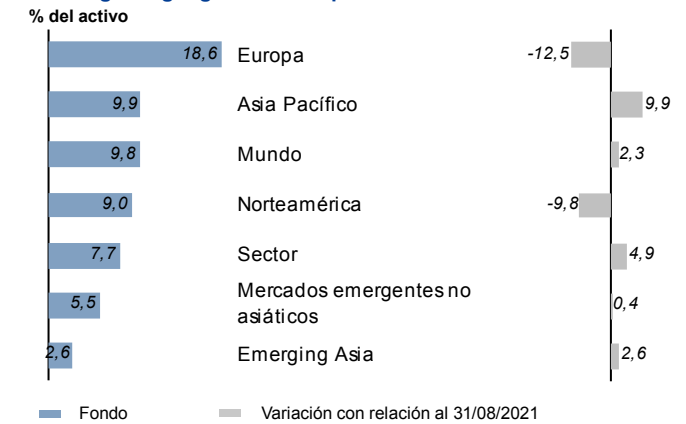 % del activo
18,6 Europa -12,5
9,9 Asia Pacífico 9,9
9,8 Mundo 2,3
9,0 Norteamérica -9,8
7,7 Sector 4,9
5,5 Mercados emergentes no asiáticos 0,4
2,6 Emerging Asia 2,6
Fondo Variación con relación al 31/08/2021